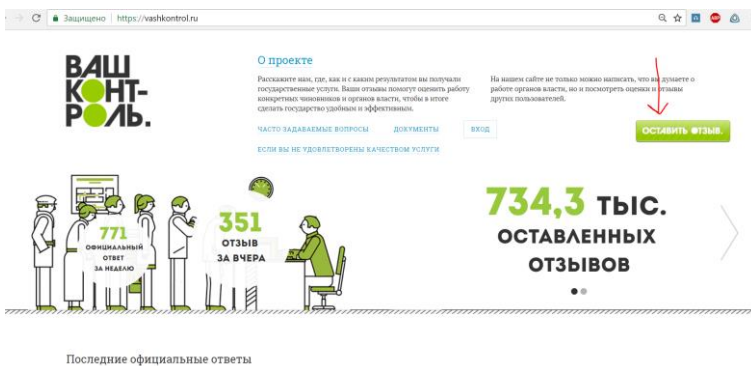 Защищено | https://vashkontrol.ru
ВАШ
КОНТ-
РОЛЬ.
О проекте
Расскажите нам, где, как и с каким результатом вы получали
государственные услуги. Ваши отзывы помогут оценить работу
конкретных чиновников и органов власти, чтобы в итоге
сделать государство удобным и эффективным.
На нашем сайте не только можно написать, что вы думаете о
работе органов власти, но и посмотреть оценки и отзывы
других пользователей.
ЧАСТО ЗАДАВАЕМЫЕ ВОПРОСЫ ДОКУМЕНТЫ ВХОД
ЕСЛИ ВЫ НЕ УДОВЛЕТВОРЕНЫ КАЧЕСТВОМ УСЛУГИ
ОСТАВИТЬ ОТЗЫВ.
771
ОФИЦИАЛЬНЫЙ
ОТВЕТ
ЗА НЕДЕЛЮ
351
ОТЗЫВ
ЗА ВЧЕРА
734,3 ТЫС.
ОСТАВЛЕННЫХ
ОТЗЫВОВ
Последние официальные ответы